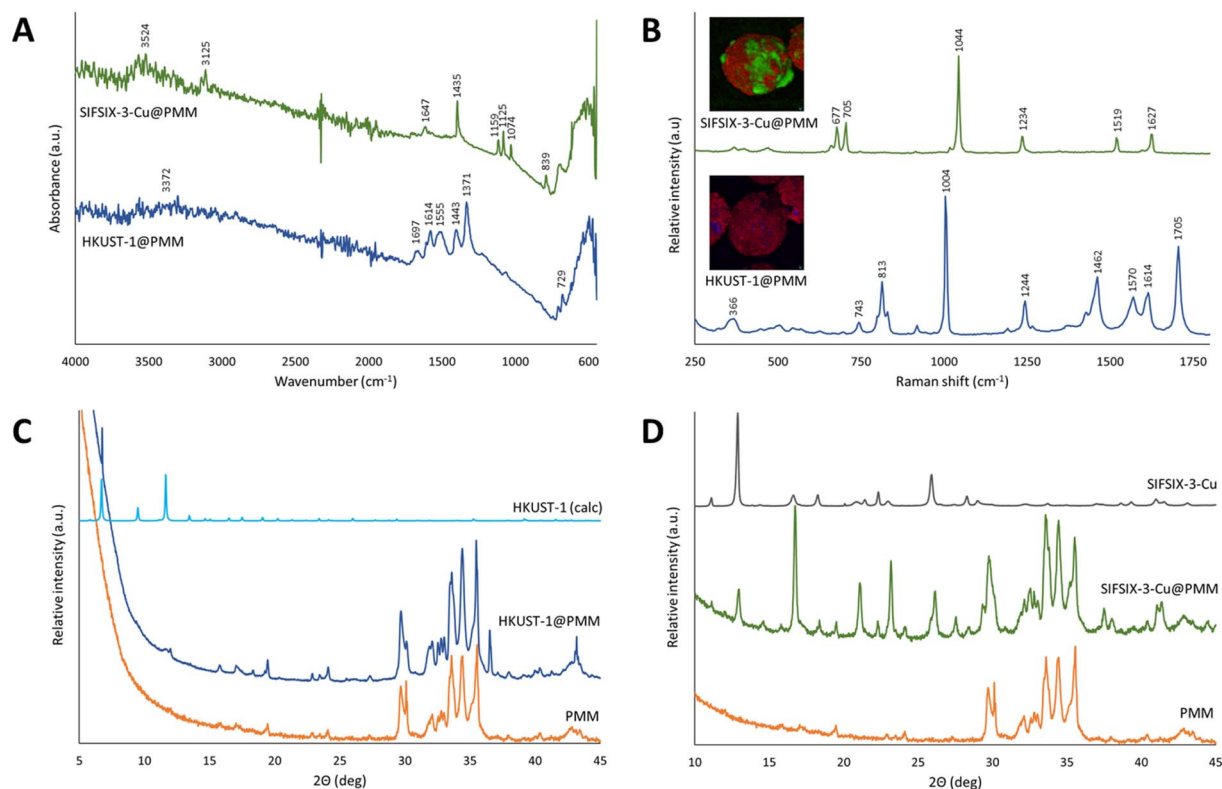 A
B
3524
3125
SIFSIX-3-Cu@PMM
1647
1435
1159
1125
1074
839
3372
HKUST-1@PMM
1697
1614
1555
1443
1371
729
Absorbance (a.u.)
4000
3500
3000
2500
2000
1500
1000
Wavenumber (cm⁻¹)
SIFSIX-3-Cu@PMM
677
705
1044
1234
1519
1627
HKUST-1@PMM
366
743
813
1004
1244
1462
1570
1614
1705
Relative intensity (a.u)
250
500
750
1000
1250
1500
1750
Raman shift (cm⁻¹)
C
D
HKUST-1 (calc)
HKUST-1@PMM
PMM
Relative intensity (a.u.)
5
10
15
20
25
30
35
40
45
2Θ (deg)
SIFSIX-3-Cu
SIFSIX-3-Cu@PMM
PMM
Relative intensity (a.u.)
10
15
20
25
30
35
40
45
2Θ (deg)